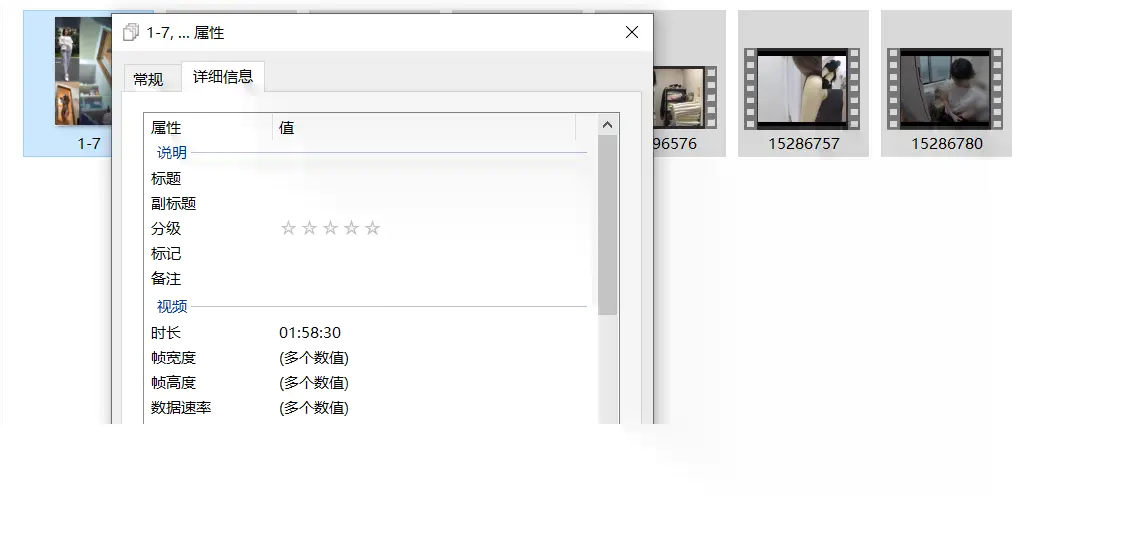 1-7, ... 属性
常规 详细信息
属性 值
说明
标题
副标题
分级 ☆☆☆☆☆
标记
备注
视频
时长 01:58:30
帧宽度 (多个数值)
帧高度 (多个数值)
数据速率 (多个数值)
1-7
96576
15286757
15286780